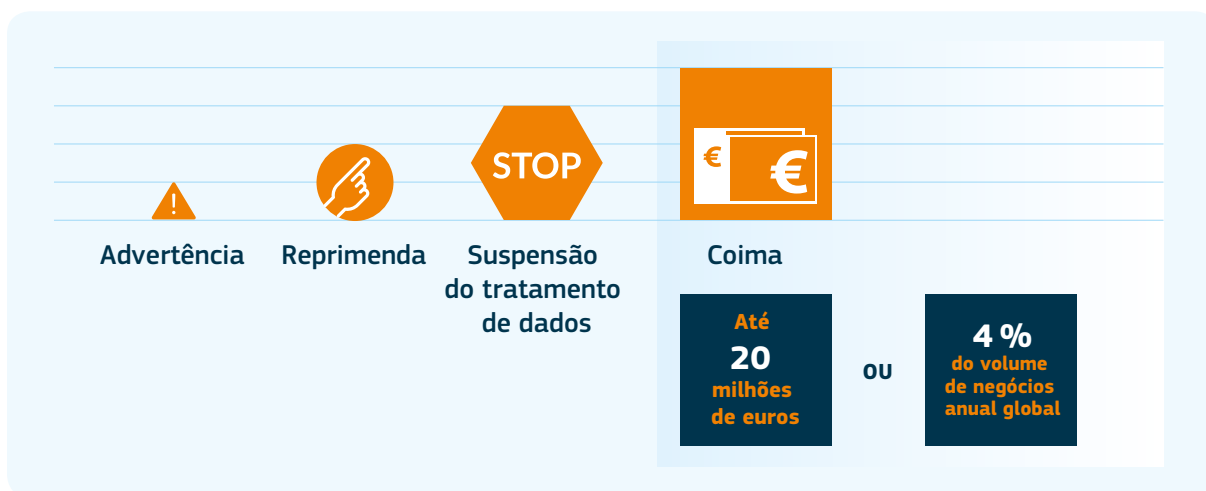 !
STOP
€
€
Advertência
Reprimenda
Suspensão
do tratamento
de dados
Coima
Até
20
milhões
de euros
OU
4 %
do volume
de negócios
anual global